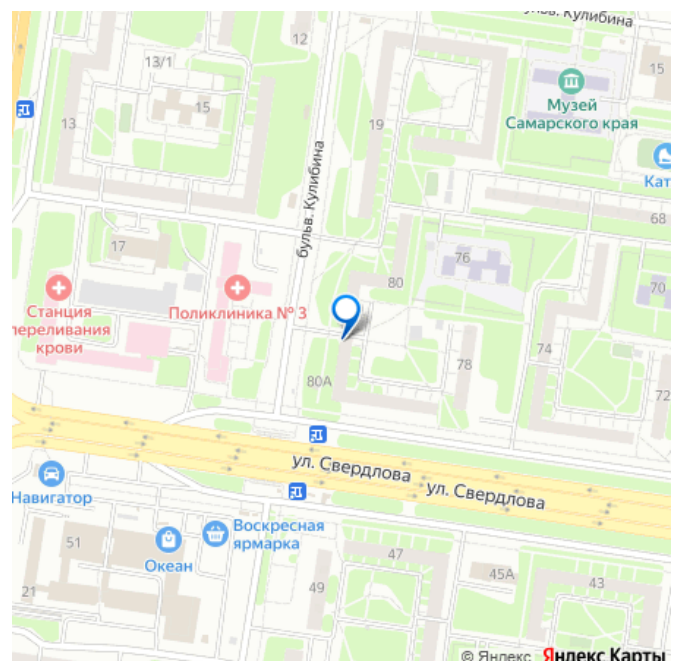 бульв. Кулибина
12
13/1
15
15
Музей
Самарского края
13
19
Кат
бульв. Кулибина
68
17
76
80
70
Станция
переливания
крови
Поликлиника № 3
74
78
80А
72
ул. Свердлова
ул. Свердлова
Навигатор
Воскресная
ярмарка
51
Океан
47
45А
43
49
21
© Яндекс Яндекс Карты